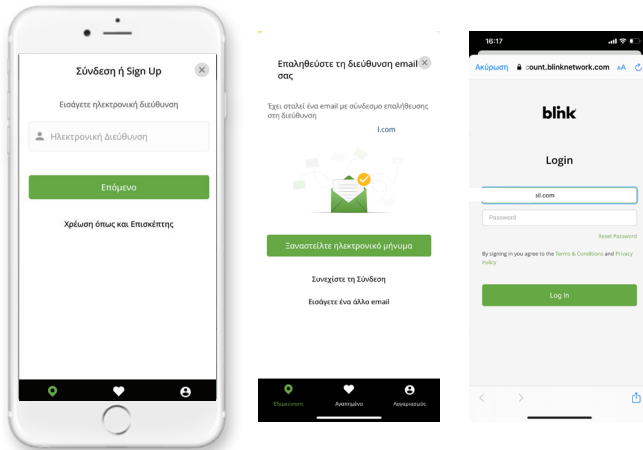 Σύνδεση ή Sign Up
Εισάγετε ηλεκτρονική διεύθυνση
Ηλεκτρονική Διεύθυνση
Επόμενο
Χρέωση όπως και Επισκέπτης
Επαληθεύστε τη διεύθυνση email
σας
Έχει σταλεί ένα email με σύνδεσμο επαλήθευσης
στη διεύθυνση
l.com
Ξαναστείλτε ηλεκτρονικό μήνυμα
Συνεχίστε τη Σύνδεση
Εισάγετε ένα άλλο email
Εξερεύνηση Αγαπημένα Λογαριασμός
16:17
Ακύρωση count.blinknetwork.com AA
blink
Login
il.com
Password
Reset Password
By signing in you agree to the Terms & Conditions and Privacy
Policy
Log In